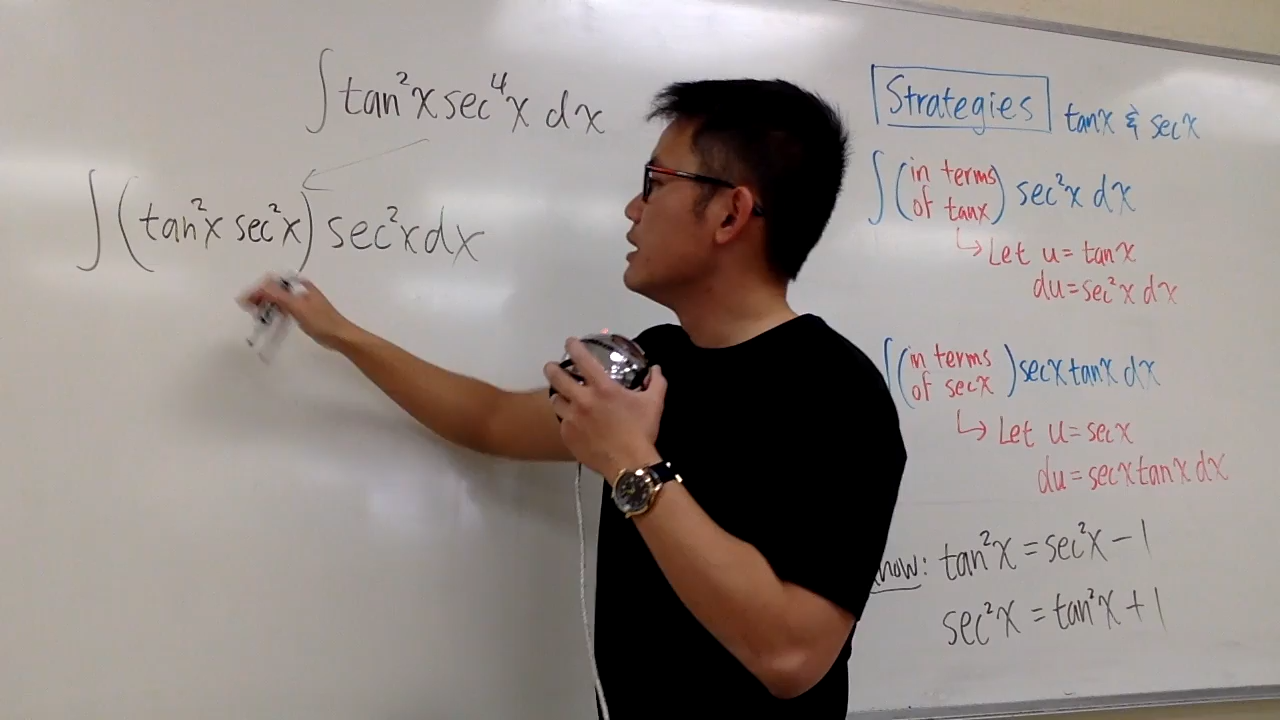 ∫ tan²x sec⁴x dx
∫ (tan²x sec²x) sec²x dx
Strategies tanx & secx
∫ (in terms of tanx) sec²x dx
↳ Let u = tanx
du = sec²x dx
∫ (in terms of secx) secx tanx dx
↳ Let u = secx
du = secx tanx dx
now: tan²x = sec²x - 1
sec²x = tan²x + 1